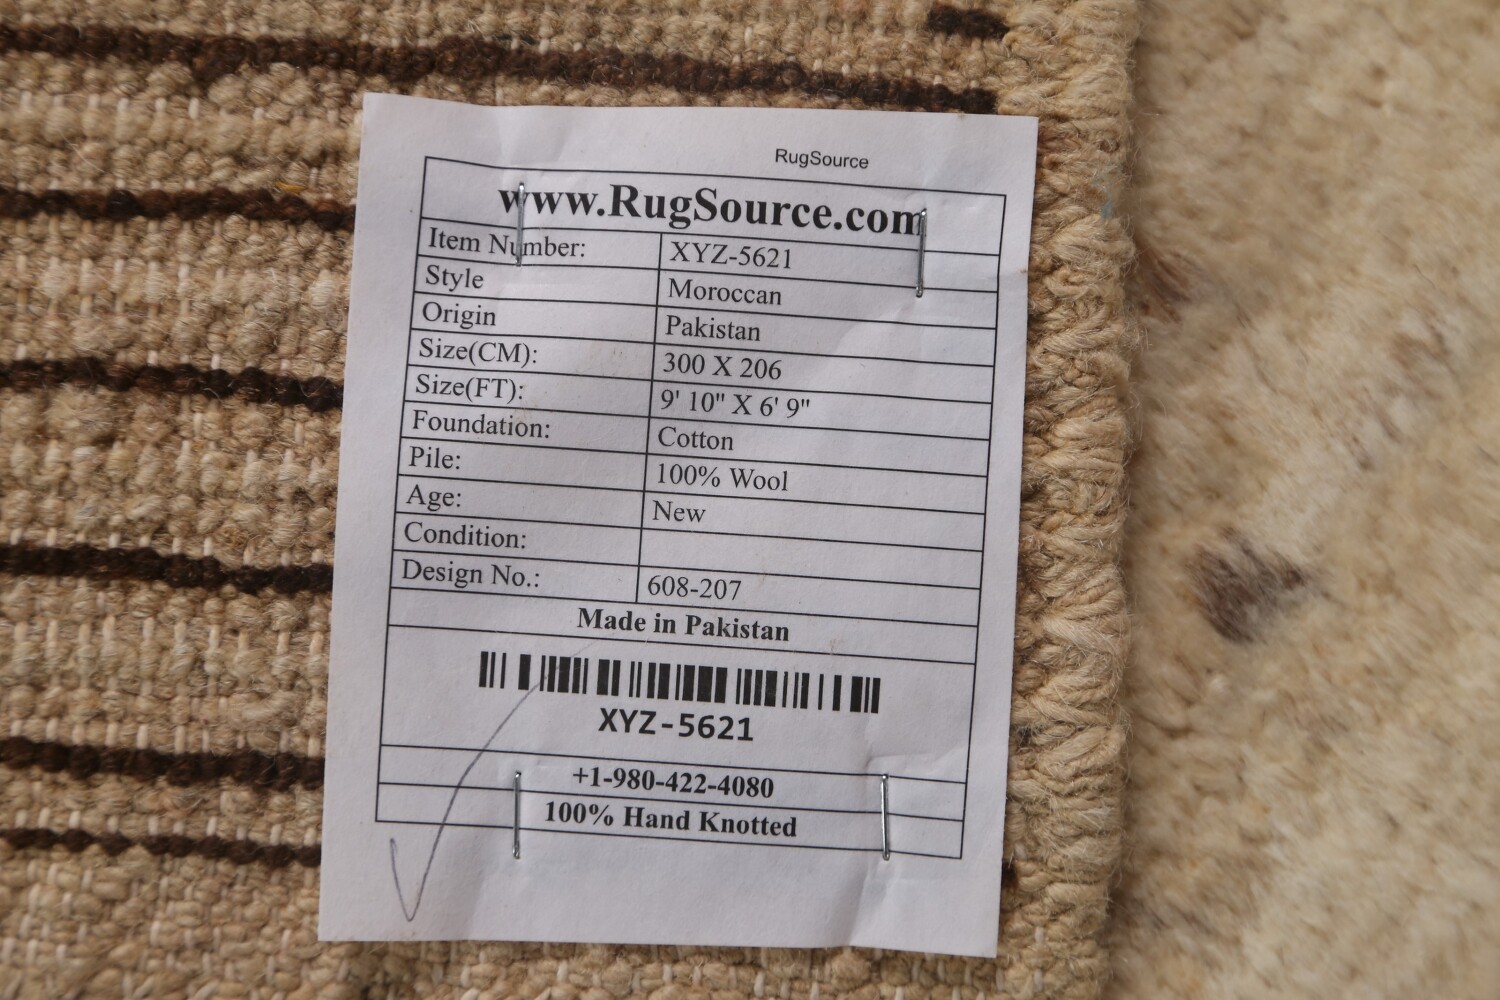 RugSource
www.RugSource.com
Item Number: XYZ-5621
Style Moroccan
Origin Pakistan
Size(CM): 300 X 206
Size(FT): 9' 10" X 6' 9"
Foundation: Cotton
Pile: 100% Wool
Age: New
Condition:
Design No.: 608-207
Made in Pakistan
XYZ-5621
+1-980-422-4080
100% Hand Knotted